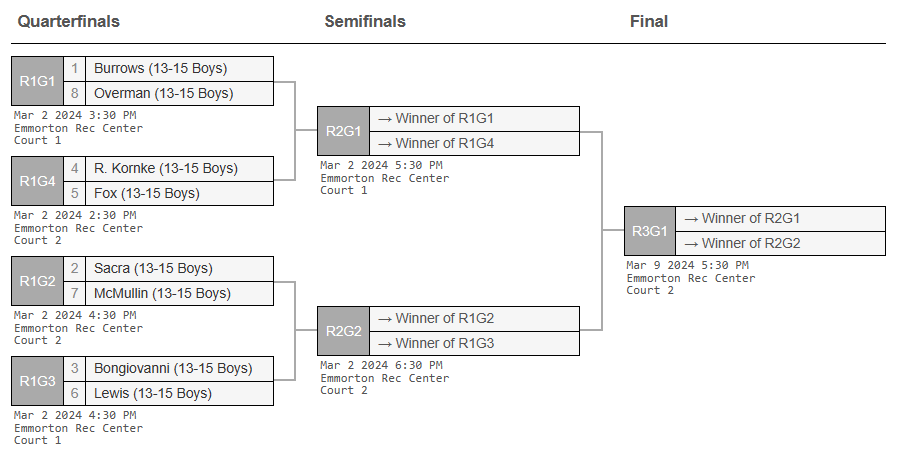 Quarterfinals
Semifinals
Final
R1G1
1 Burrows (13-15 Boys)
8 Overman (13-15 Boys)
Mar 2 2024 3:30 PM
Emmorton Rec Center
Court 1
R1G4
4 R. Kornke (13-15 Boys)
5 Fox (13-15 Boys)
Mar 2 2024 2:30 PM
Emmorton Rec Center
Court 2
R1G2
2 Sacra (13-15 Boys)
7 McMullin (13-15 Boys)
Mar 2 2024 4:30 PM
Emmorton Rec Center
Court 2
R1G3
3 Bongiovanni (13-15 Boys)
6 Lewis (13-15 Boys)
Mar 2 2024 4:30 PM
Emmorton Rec Center
Court 1
R2G1
→ Winner of R1G1
→ Winner of R1G4
Mar 2 2024 5:30 PM
Emmorton Rec Center
Court 1
R2G2
→ Winner of R1G2
→ Winner of R1G3
Mar 2 2024 6:30 PM
Emmorton Rec Center
Court 2
R3G1
→ Winner of R2G1
→ Winner of R2G2
Mar 9 2024 5:30 PM
Emmorton Rec Center
Court 2